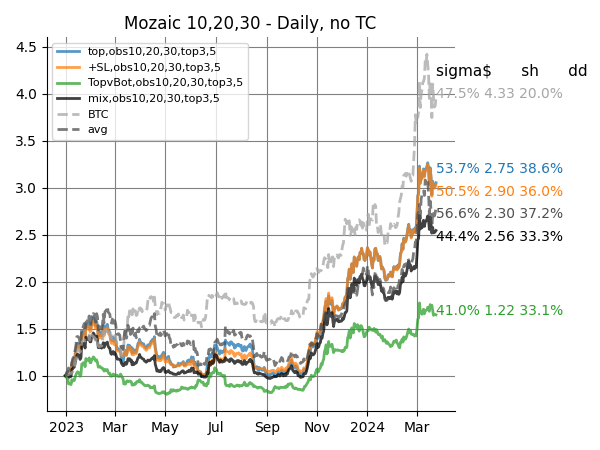 Mozaic 10,20,30 - Daily, no TC
top,obs10,20,30,top3,5
+SL,obs10,20,30,top3,5
TopvBot,obs10,20,30,top3,5
mix,obs10,20,30,top3,5
BTC
avg
sigma$ sh dd
47.5% 4.33 20.0%
53.7% 2.75 38.6%
50.5% 2.90 36.0%
56.6% 2.30 37.2%
44.4% 2.56 33.3%
41.0% 1.22 33.1%
4.5
4.0
3.5
3.0
2.5
2.0
1.5
1.0
2023 Mar May Jul Sep Nov 2024 Mar